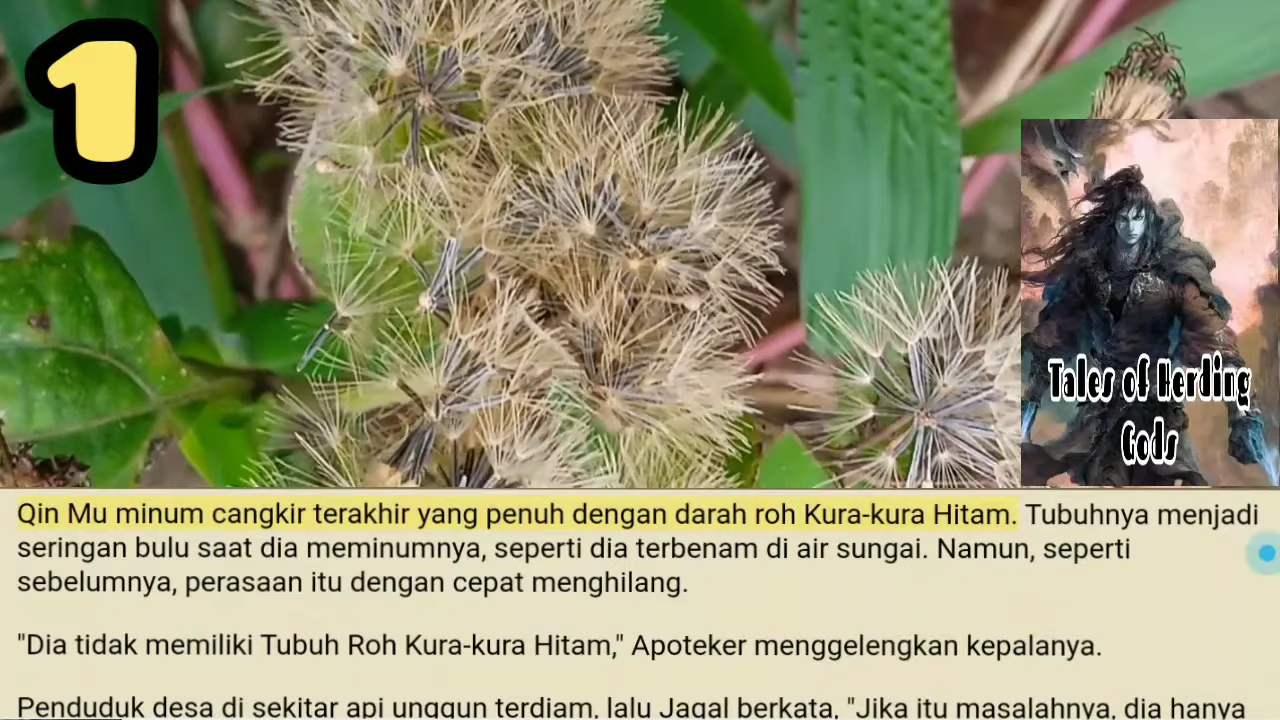 1
Tales of Herding
Gods
Qin Mu minum cangkir terakhir yang penuh dengan darah roh Kura-kura Hitam. Tubuhnya menjadi
seringan bulu saat dia meminumnya, seperti dia terbenam di air sungai. Namun, seperti
sebelumnya, perasaan itu dengan cepat menghilang.
"Dia tidak memiliki Tubuh Roh Kura-kura Hitam," Apoteker menggelengkan kepalanya.
Penduduk desa di sekitar api unggun terdiam, lalu Jagal berkata, "Jika itu masalahnya, dia hanya